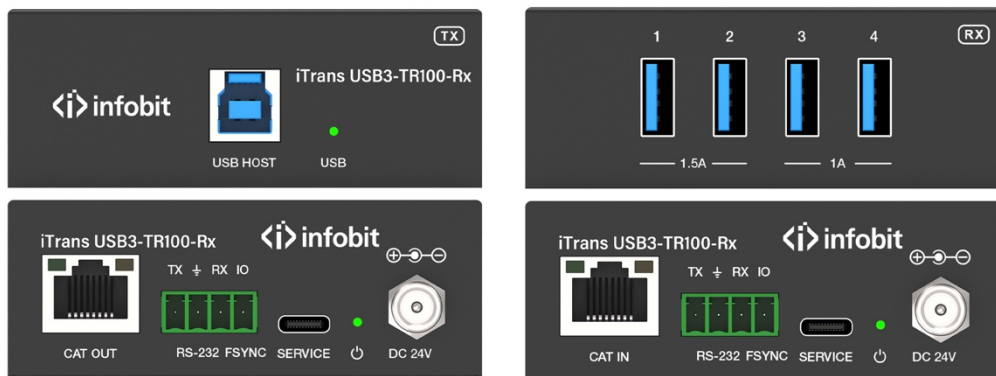 TX
iTrans USB3-TR100-Rx
infobit
USB HOST USB
1 2 3 4 RX
1.5A 1A
iTrans USB3-TR100-Rx infobit
TX RX IO
CAT OUT RS-232 FSYNC SERVICE DC 24V
iTrans USB3-TR100-Rx infobit
TX RX IO
CAT IN RS-232 FSYNC SERVICE DC 24V